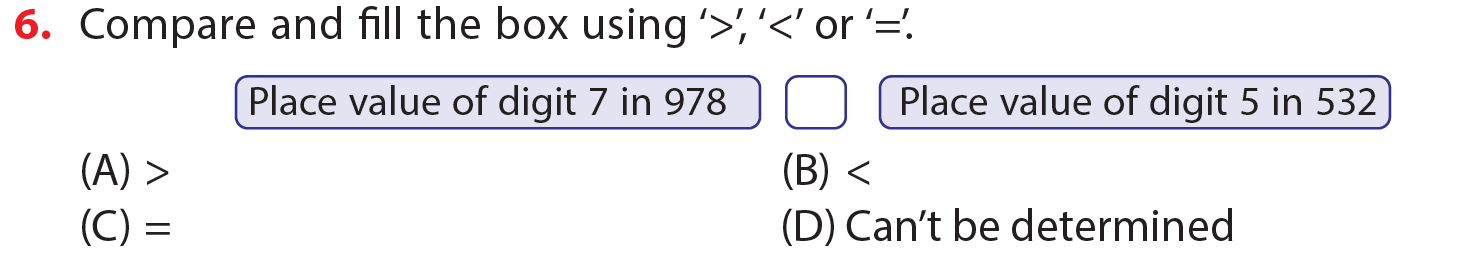 6. Compare and fill the box using ‘>’, ‘<’ or ‘=’.
Place value of digit 7 in 978 Place value of digit 5 in 532
(A) > (B) <
(C) = (D) Can’t be determined